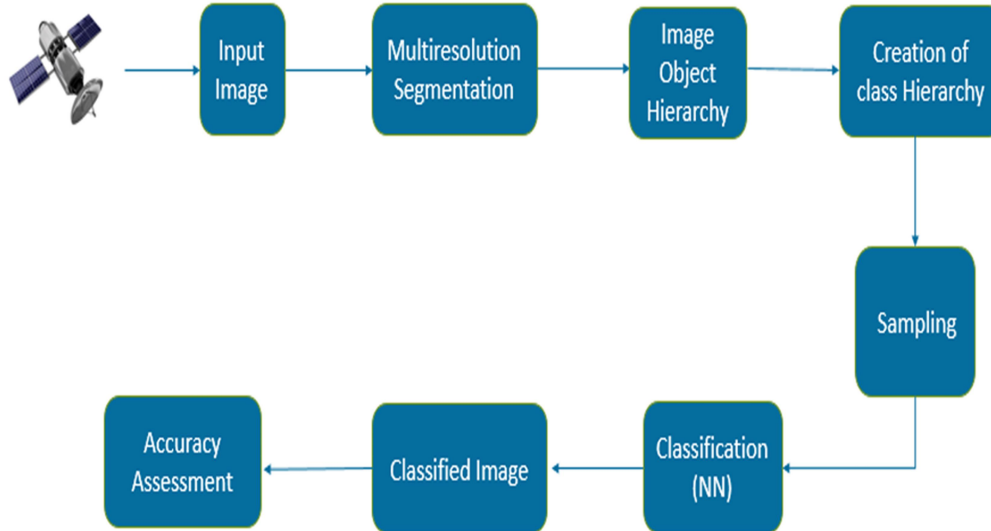 Input
Image
Multiresolution
Segmentation
Image
Object
Hierarchy
Creation of
class Hierarchy
Sampling
Classification
(NN)
Classified Image
Accuracy
Assessment